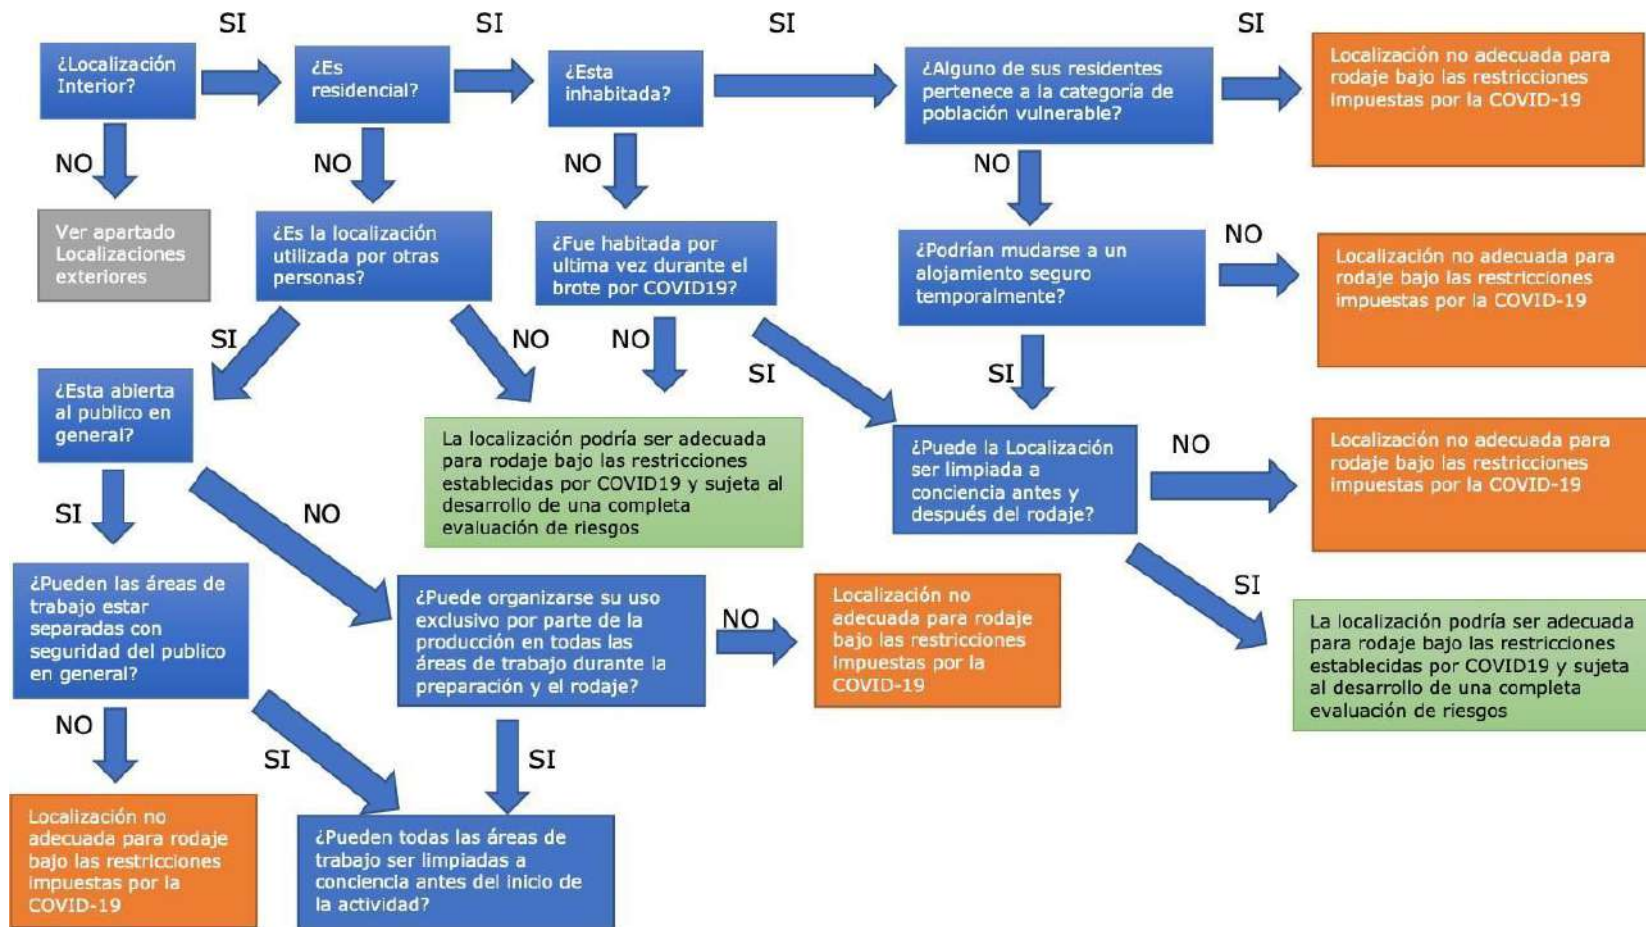 SI
SI
SI
SI
¿Localización
Interior?
¿Es
residencial?
¿Esta
inhabitada?
¿Alguno de sus residentes
pertenece a la categoría de
población vulnerable?
Localización no adecuada para
rodaje bajo las restricciones
impuestas por la COVID-19
NO
NO
NO
NO
Ver apartado
Localizaciones
exteriores
¿Es la localización
utilizada por otras
personas?
¿Fue habitada por
ultima vez durante el
brote por COVID19?
¿Podrían mudarse a un
alojamiento seguro
temporalmente?
NO
Localización no adecuada para
rodaje bajo las restricciones
impuestas por la COVID-19
SI
NO
NO
SI
SI
¿Esta abierta
al publico en
general?
La localización podría ser adecuada
para rodaje bajo las restricciones
establecidas por COVID19 y sujeta al
desarrollo de una completa
evaluación de riesgos
¿Puede la Localización
ser limpiada a
conciencia antes y
después del rodaje?
NO
Localización no adecuada para
rodaje bajo las restricciones
impuestas por la COVID-19
SI
NO
SI
¿Pueden las áreas de
trabajo estar
separadas con
seguridad del publico
en general?
¿Puede organizarse su uso
exclusivo por parte de la
producción en todas las
áreas de trabajo durante la
preparación y el rodaje?
NO
Localización no
adecuada para rodaje
bajo las restricciones
impuestas por la
COVID-19
La localización podría ser adecuada
para rodaje bajo las restricciones
establecidas por COVID19 y sujeta
al desarrollo de una completa
evaluación de riesgos
NO
SI
SI
Localización no
adecuada para rodaje
bajo las restricciones
impuestas por la
COVID-19
¿Pueden todas las áreas de
trabajo ser limpiadas a
conciencia antes del inicio de
la actividad?